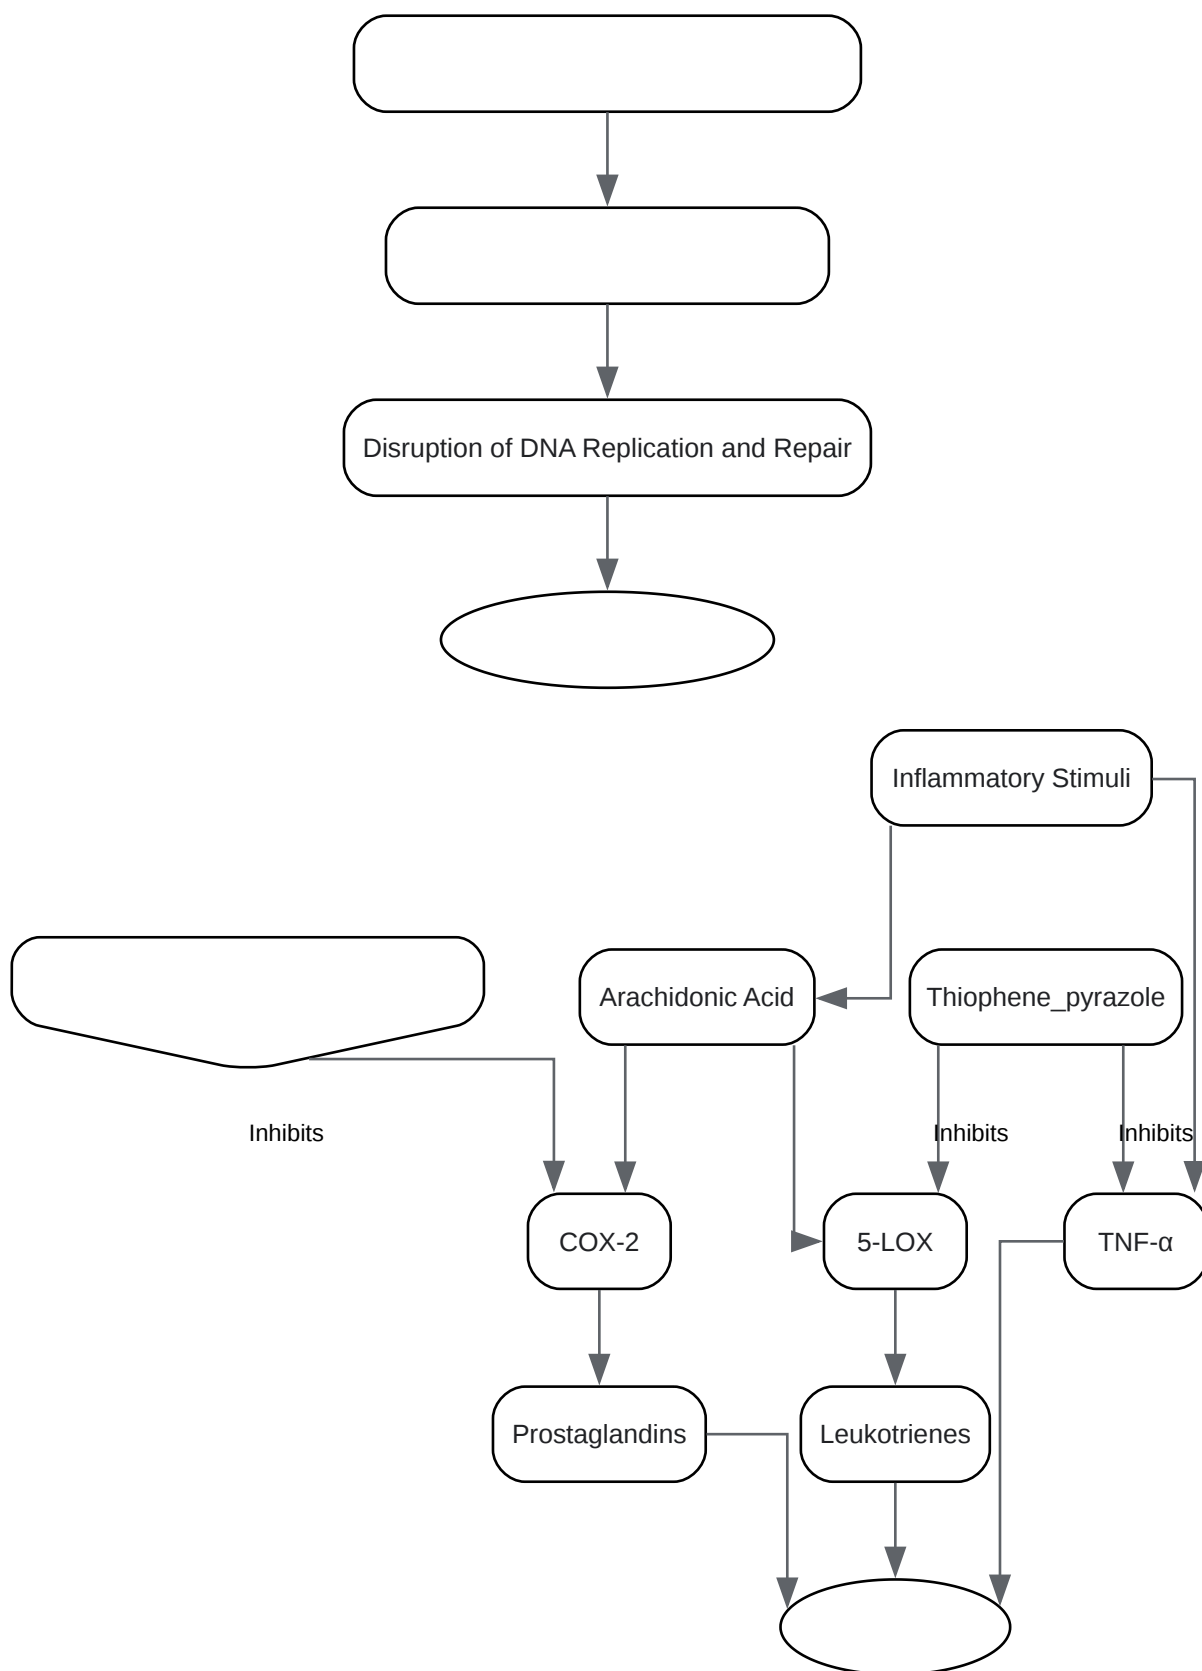 Disruption of DNA Replication and Repair
Inflammatory Stimuli
Arachidonic Acid
Thiophene_pyrazole
Inhibits
Inhibits
Inhibits
COX-2
5-LOX
TNF-α
Prostaglandins
Leukotrienes